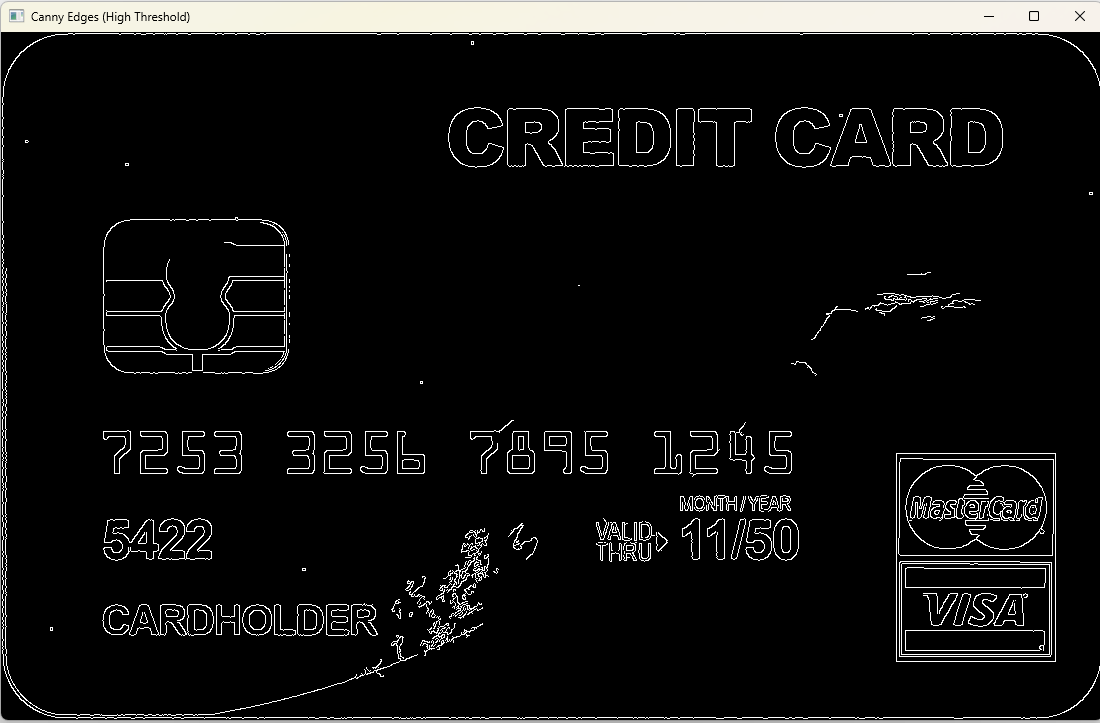 Canny Edges (High Threshold)
CREDIT CARD
7253 3256 7895 1245
MONTH/YEAR
5422
VALID THRU 11/50
CARDHOLDER
MasterCard
VISA